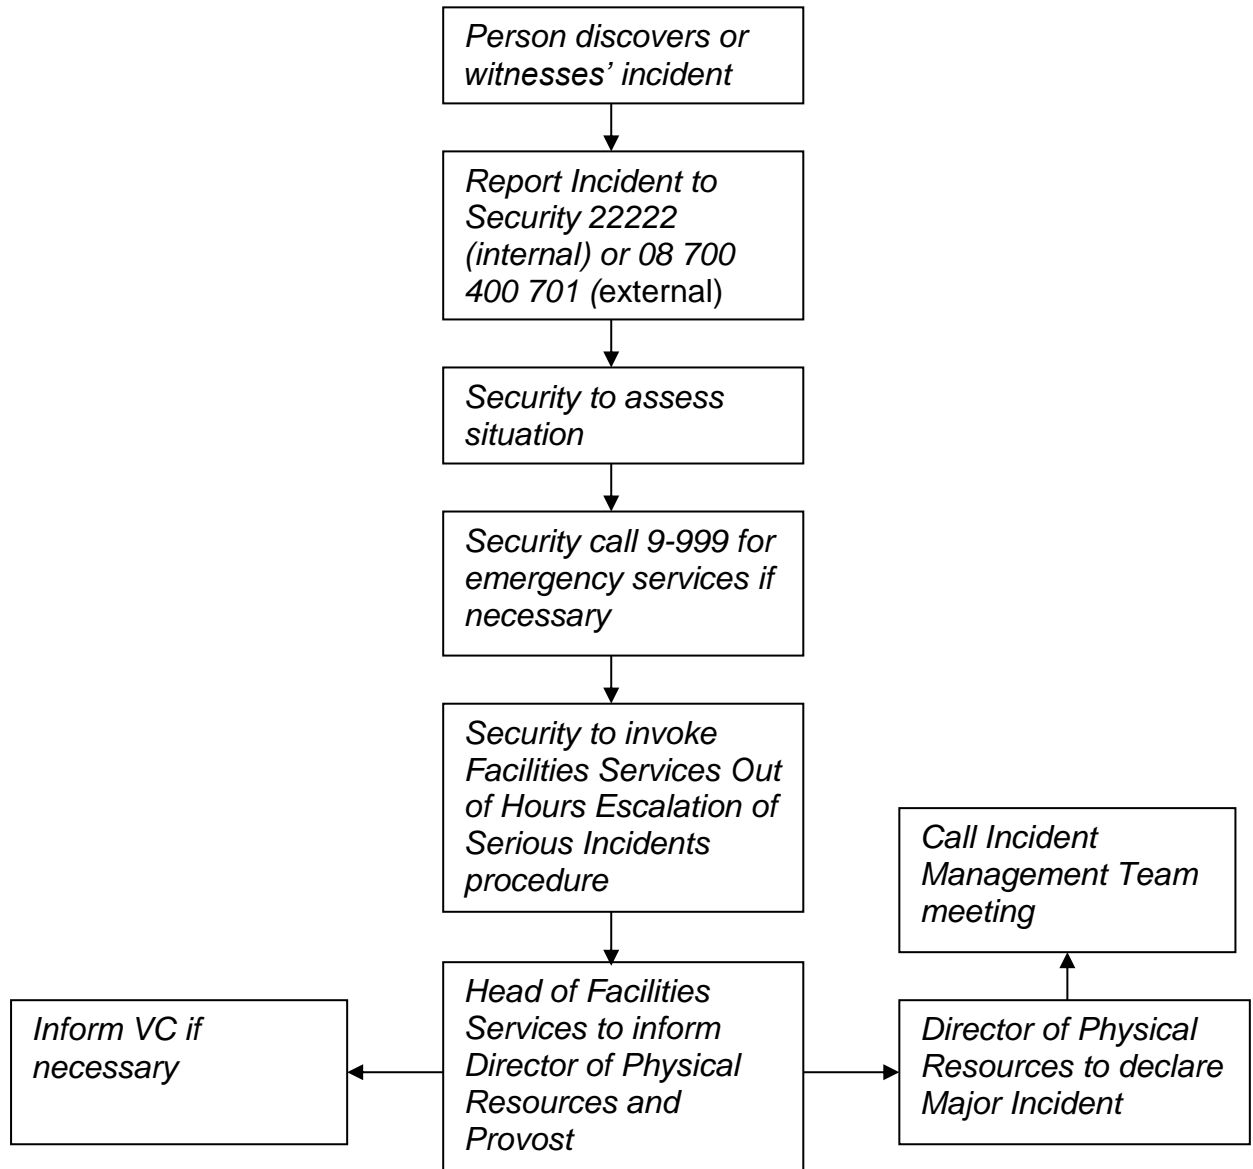 Person discovers or
witnesses’ incident
Report Incident to
Security 22222
(internal) or 08 700
400 701 (external)
Security to assess
situation
Security call 9-999 for
emergency services if
necessary
Security to invoke
Facilities Services Out
of Hours Escalation of
Serious Incidents
procedure
Call Incident
Management Team
meeting
Inform VC if
necessary
Head of Facilities
Services to inform
Director of Physical
Resources and
Provost
Director of Physical
Resources to declare
Major Incident